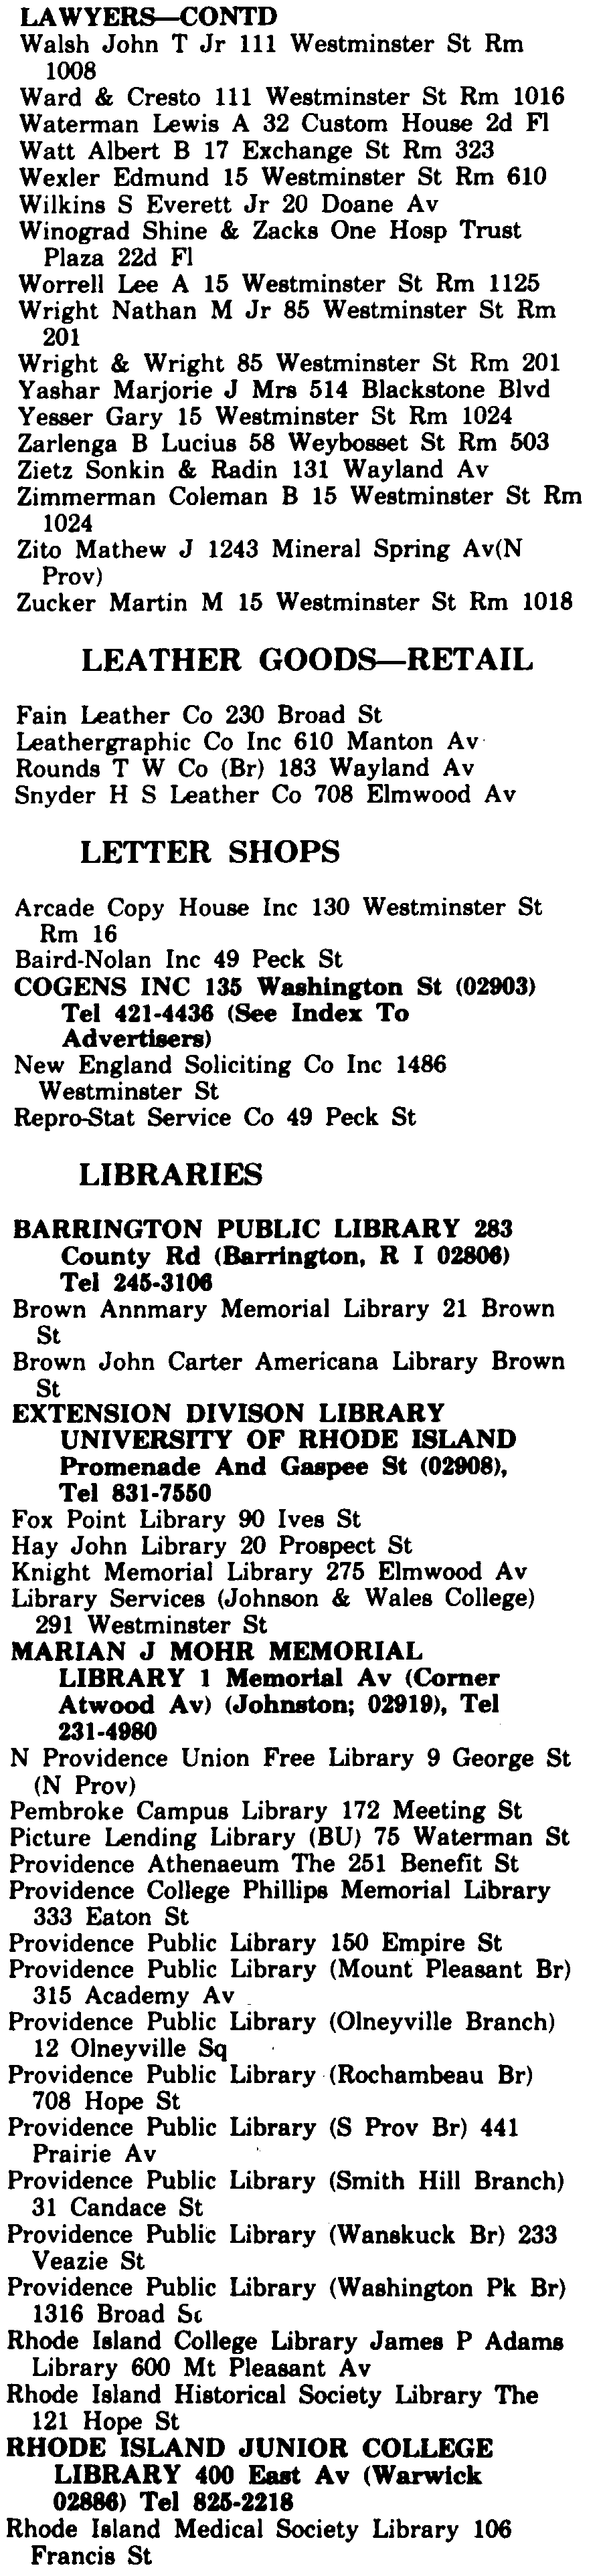 LAWYERS—CONTD
Walsh John T Jr 111 Westminster St Rm
1008
Ward & Cresto 111 Westminster St Rm 1016
Waterman Lewis A 32 Custom House 2d Fl
Watt Albert B 17 Exchange St Rm 323
Wexler Edmund 15 Westminster St Rm 610
Wilkins S Everett Jr 20 Doane Av
Winograd Shine & Zacks One Hosp Trust
Plaza 22d Fl
Worrell Lee A 15 Westminster St Rm 1125
Wright Nathan M Jr 85 Westminster St Rm
201
Wright & Wright 85 Westminster St Rm 201
Yashar Marjorie J Mrs 514 Blackstone Blvd
Yesser Gary 15 Westminster St Rm 1024
Zarlenga B Lucius 58 Weybosset St Rm 503
Zietz Sonkin & Radin 131 Wayland Av
Zimmerman Coleman B 15 Westminster St Rm
1024
Zito Mathew J 1243 Mineral Spring Av(N
Prov)
Zucker Martin M 15 Westminster St Rm 1018
LEATHER GOODS—RETAIL
Fain Leather Co 230 Broad St
Leathergraphic Co Inc 610 Manton Av
Rounds T W Co (Br) 183 Wayland Av
Snyder H S Leather Co 708 Elmwood Av
LETTER SHOPS
Arcade Copy House Inc 130 Westminster St
Rm 16
Baird-Nolan Inc 49 Peck St
COGENS INC 135 Washington St (02903)
Tel 421-4436 (See Index To
Advertisers)
New England Soliciting Co Inc 1486
Westminster St
Repro-Stat Service Co 49 Peck St
LIBRARIES
BARRINGTON PUBLIC LIBRARY 283
County Rd (Barrington, R I 02806)
Tel 245-3106
Brown Annmary Memorial Library 21 Brown
St
Brown John Carter Americana Library Brown
St
EXTENSION DIVISON LIBRARY
UNIVERSITY OF RHODE ISLAND
Promenade And Gaspee St (02908),
Tel 831-7550
Fox Point Library 90 Ives St
Hay John Library 20 Prospect St
Knight Memorial Library 275 Elmwood Av
Library Services (Johnson & Wales College)
291 Westminster St
MARIAN J MOHR MEMORIAL
LIBRARY 1 Memorial Av (Corner
Atwood Av) (Johnston; 02919), Tel
231-4980
N Providence Union Free Library 9 George St
(N Prov)
Pembroke Campus Library 172 Meeting St
Picture Lending Library (BU) 75 Waterman St
Providence Athenaeum The 251 Benefit St
Providence College Phillips Memorial Library
333 Eaton St
Providence Public Library 150 Empire St
Providence Public Library (Mount Pleasant Br)
315 Academy Av
Providence Public Library (Olneyville Branch)
12 Olneyville Sq
Providence Public Library (Rochambeau Br)
708 Hope St
Providence Public Library (S Prov Br) 441
Prairie Av
Providence Public Library (Smith Hill Branch)
31 Candace St
Providence Public Library (Wanskuck Br) 233
Veazie St
Providence Public Library (Washington Pk Br)
1316 Broad St
Rhode Island College Library James P Adams
Library 600 Mt Pleasant Av
Rhode Island Historical Society Library The
121 Hope St
RHODE ISLAND JUNIOR COLLEGE
LIBRARY 400 East Av (Warwick
02886) Tel 825-2218
Rhode Island Medical Society Library 106
Francis St